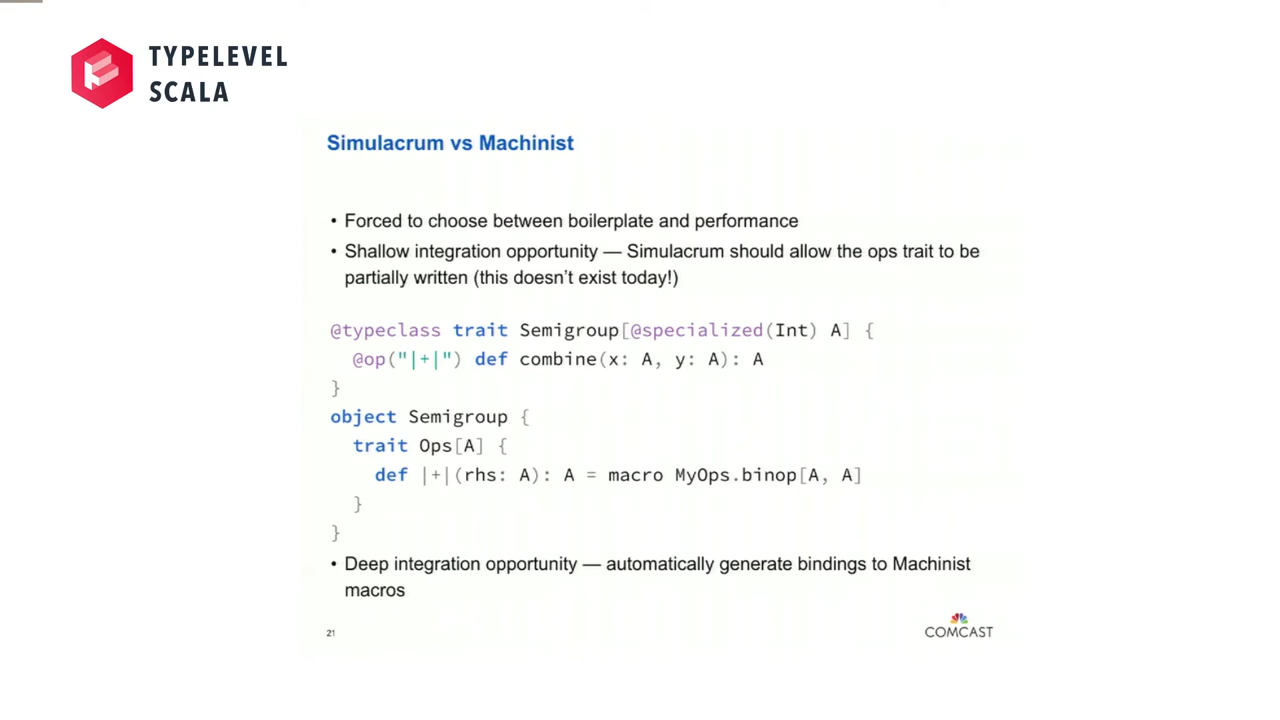 TYPELEVEL
SCALA
Simulacrum vs Machinist
• Forced to choose between boilerplate and performance
• Shallow integration opportunity — Simulacrum should allow the ops trait to be
partially written (this doesn't exist today!)
@typeclass trait Semigroup[@specialized(Int) A] {
  @op("|+|") def combine(x: A, y: A): A
}
object Semigroup {
  trait Ops[A] {
    def |+|(rhs: A): A = macro MyOps.binop[A, A]
  }
}
• Deep integration opportunity — automatically generate bindings to Machinist
macros
21
COMCAST